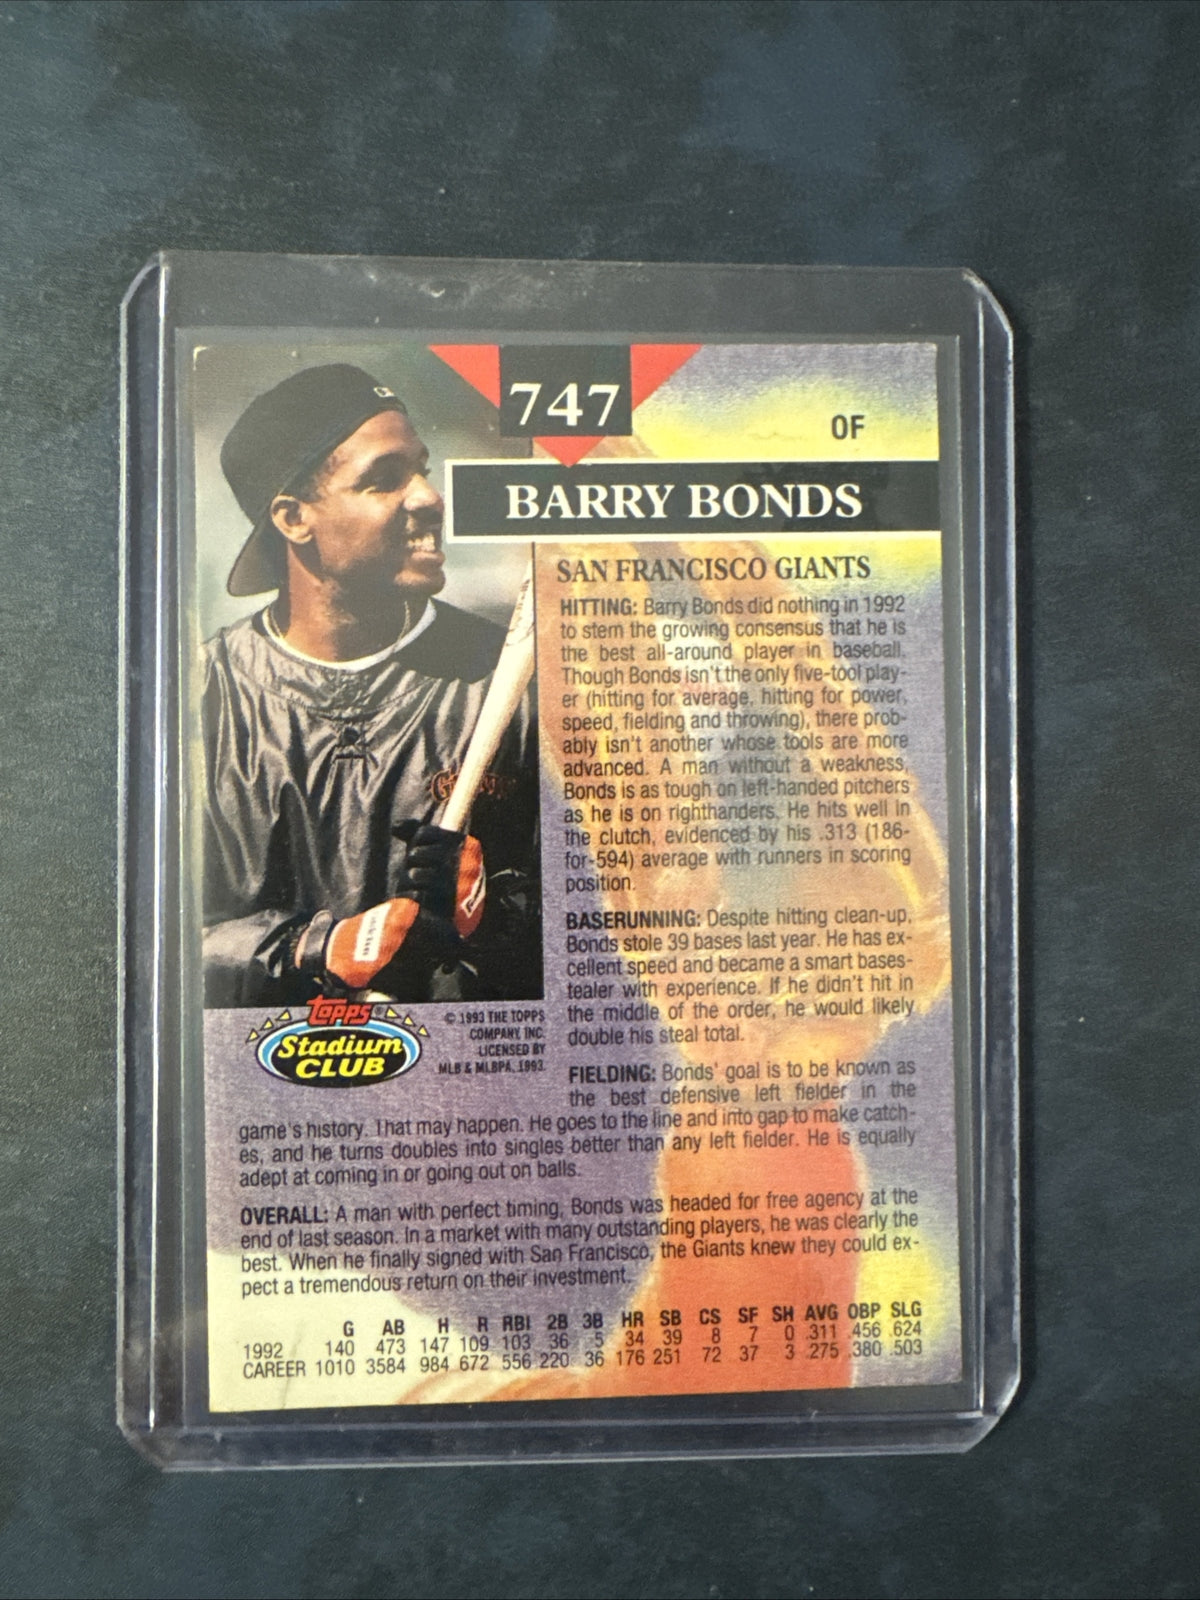 747
OF
BARRY BONDS
SAN FRANCISCO GIANTS
HITTING: Barry Bonds did nothing in 1992
to stem the growing consensus that he is
the best all-around player in baseball.
Though Bonds isn't the only five-tool play-
er (hitting for average, hitting for power,
speed, fielding and throwing), there prob-
ably isn't another whose tools are more
advanced. A man without a weakness,
Bonds is as tough on left-handed pitchers
as he is on righthanders. He hits well in
the clutch, evidenced by his .313 (186-
for-594) average with runners in scoring
position.
BASERUNNING: Despite hitting clean-up,
Bonds stole 39 bases last year. He has ex-
cellent speed and became a smart bases-
tealer with experience. If he didn't hit in
the middle of the order, he would likely
double his steal total.
Topps®
Stadium
CLUB
© 1993 THE TOPPS
COMPANY, INC.
LICENSED BY
MLB & MLBPA, 1993.
FIELDING: Bonds' goal is to be known as
the best defensive left fielder in the
game's history. That may happen. He goes to the line and into gap to make catch-
es, and he turns doubles into singles better than any left fielder. He is equally
adept at coming in or going out on balls.
OVERALL: A man with perfect timing, Bonds was headed for free agency at the
end of last season. In a market with many outstanding players, he was clearly the
best. When he finally signed with San Francisco, the Giants knew they could ex-
pect a tremendous return on their investment.
G AB H R RBI 2B 3B HR SB CS SF SH AVG OBP SLG
1992 140 473 147 109 103 36 5 34 39 8 7 0 .311 .456 .624
CAREER 1010 3584 984 672 556 220 36 176 251 72 37 3 .275 .380 .503